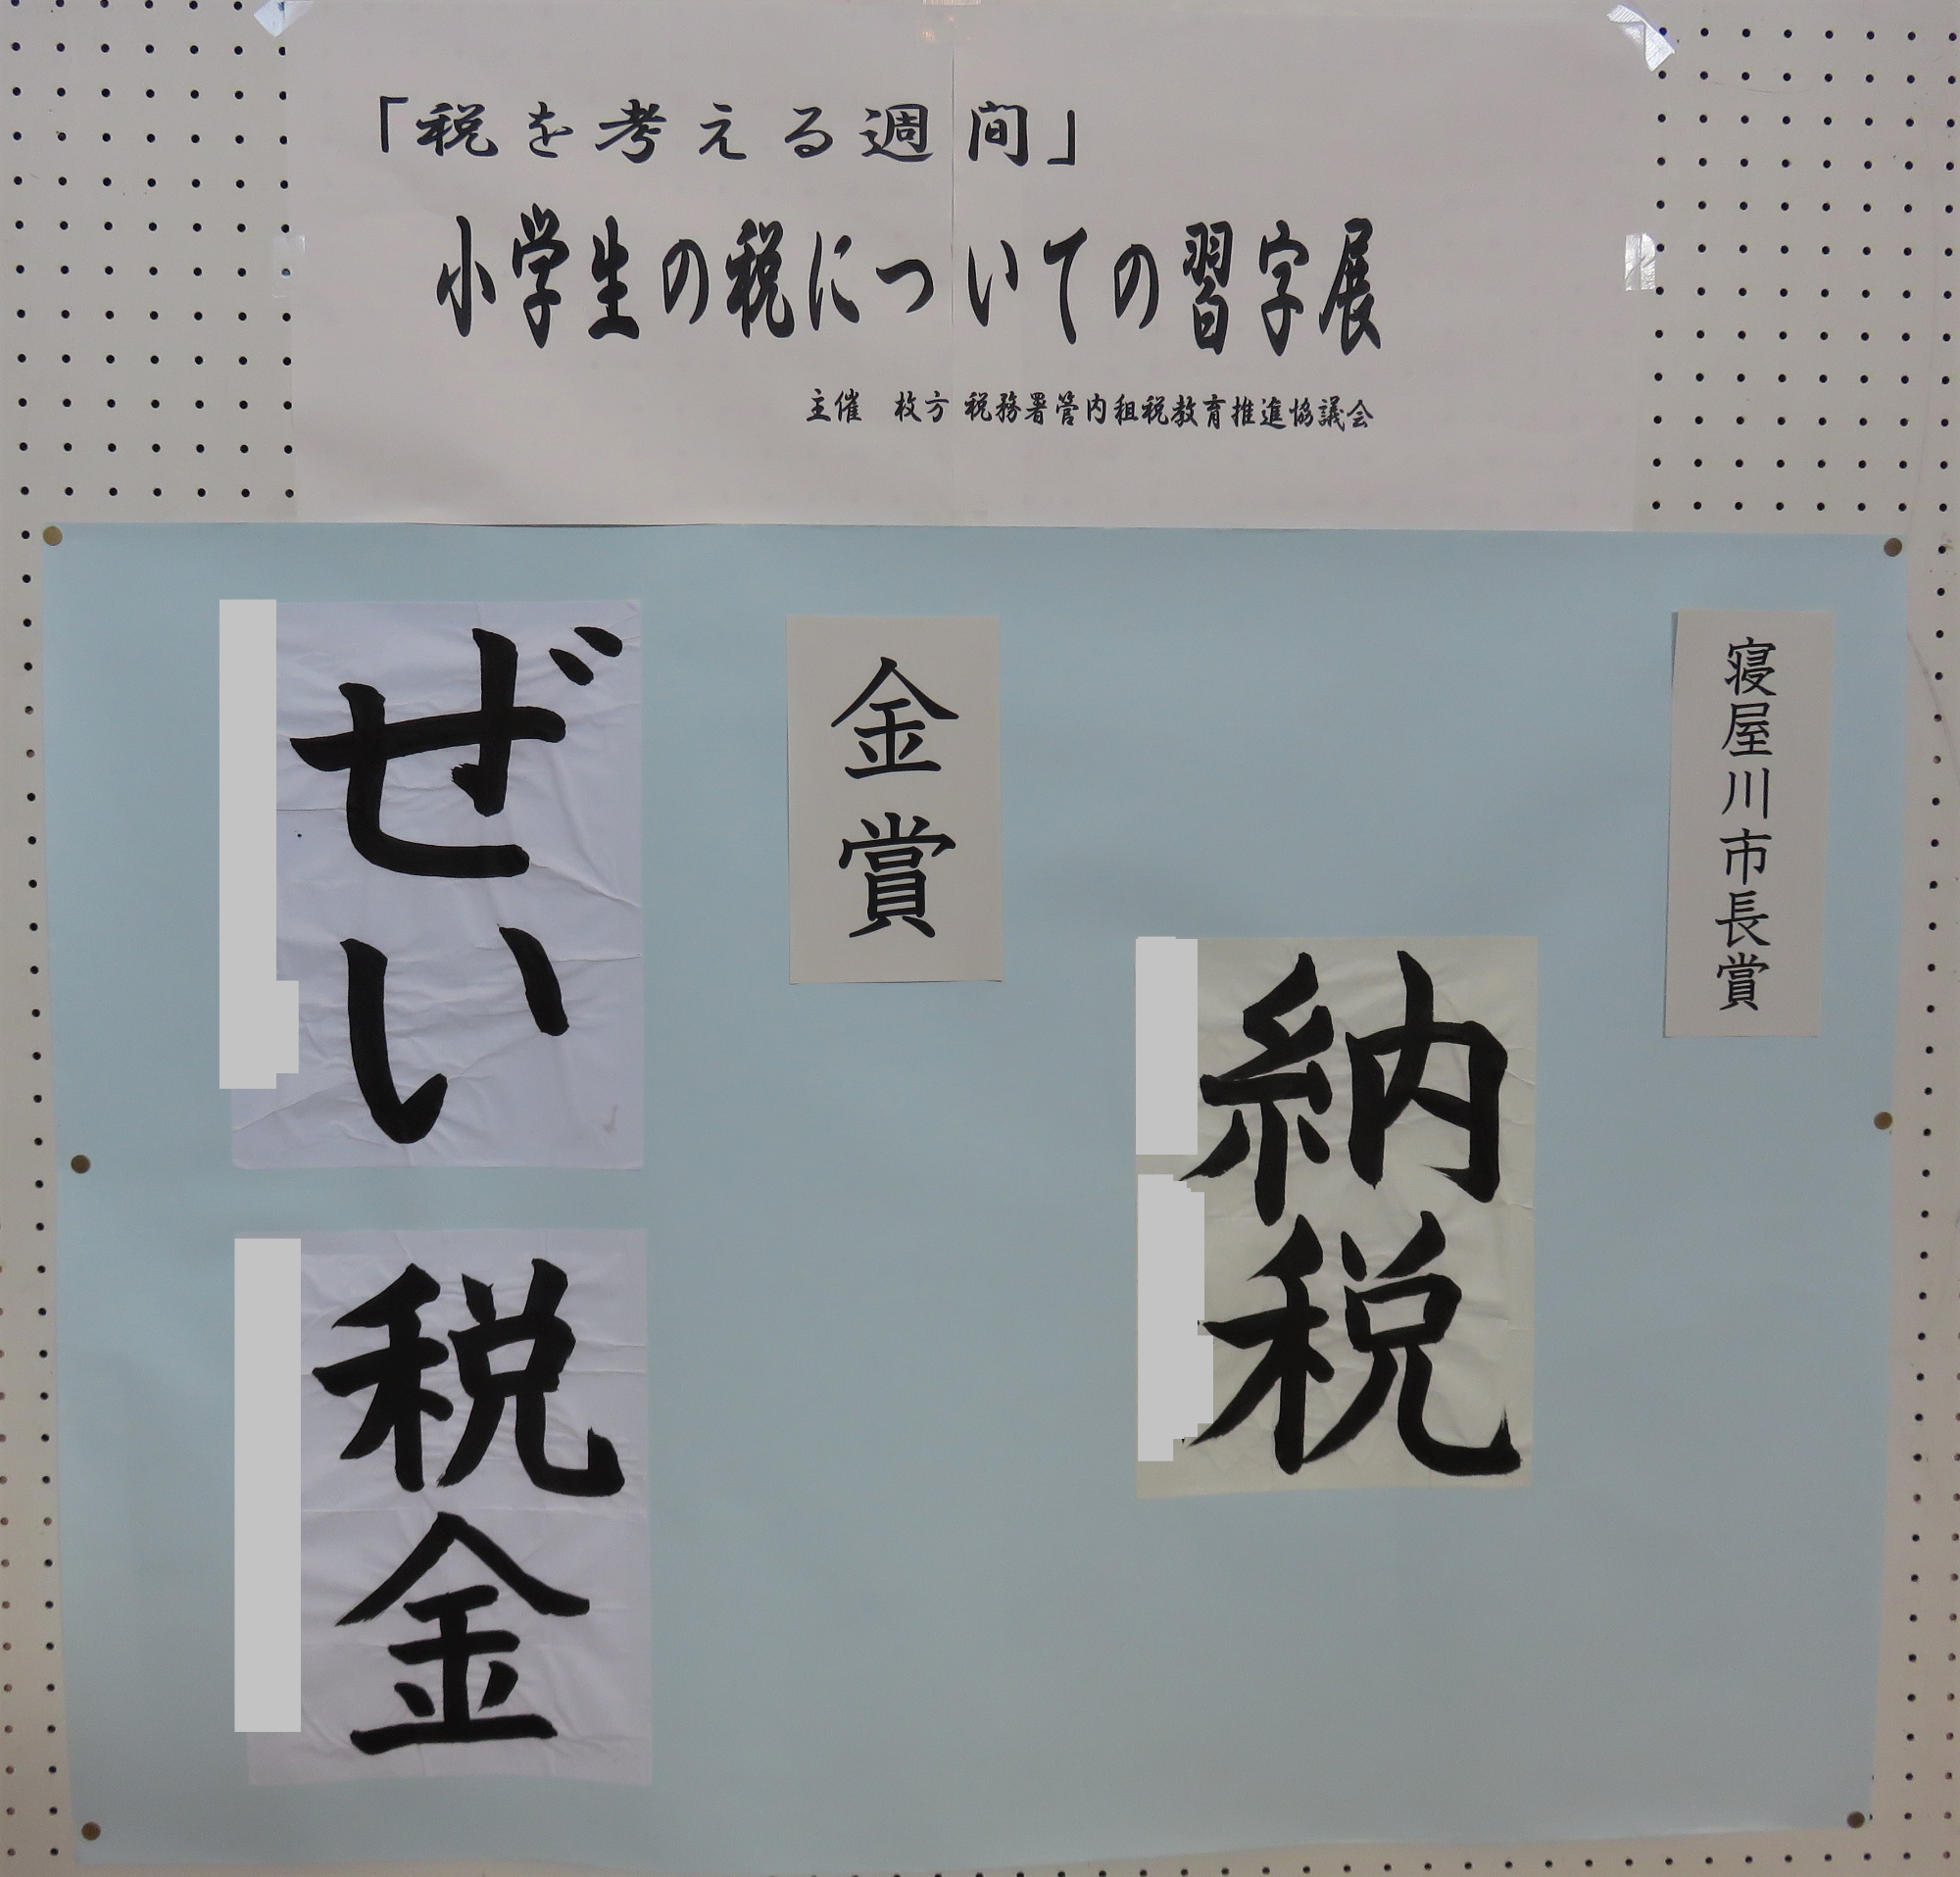 「税を考える週間」
小学生の税についての習字展
主催　枚方 税務署管内租税教育推進協議会
寝屋川市長賞
納税
金賞
ぜい
税金